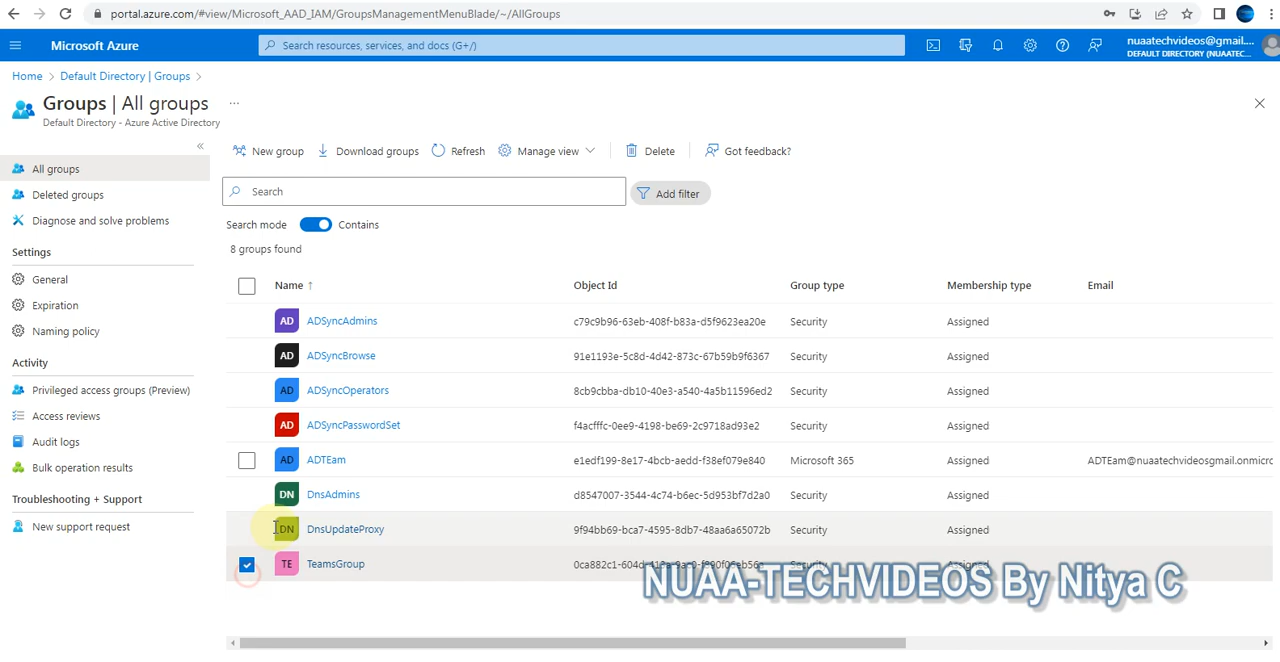 portal.azure.com/#view/Microsoft_AAD_IAM/GroupsManagementMenuBlade/~/AllGroups
Microsoft Azure
Search resources, services, and docs (G+/)
nuaatechvideos@gmail....
DEFAULT DIRECTORY (NUAATEC...
Home > Default Directory | Groups >
Groups | All groups ...
Default Directory - Azure Active Directory
All groups
Deleted groups
Diagnose and solve problems
Settings
General
Expiration
Naming policy
Activity
Privileged access groups (Preview)
Access reviews
Audit logs
Bulk operation results
Troubleshooting + Support
New support request
New group Download groups Refresh Manage view Delete Got feedback?
Search
Add filter
Search mode Contains
8 groups found
Name ↑ Object Id Group type Membership type Email
AD ADSyncAdmins c79c9b96-63eb-408f-b83a-d5f9623ea20e Security Assigned
AD ADSyncBrowse 91e1193e-5c8d-4d42-873c-67b59b9f6367 Security Assigned
AD ADSyncOperators 8cb9cbba-db10-40e3-a540-4a5b11596ed2 Security Assigned
AD ADSyncPasswordSet f4acfffc-0ee9-4198-be69-2c9718ad93e2 Security Assigned
AD ADTEam e1edf199-8e17-4bcb-aedd-f38ef079e840 Microsoft 365 Assigned ADTEam@nuaatechvideosgmail.onmicro
DN DnsAdmins d8547007-3544-4c74-b6ec-5d953bf7d2a0 Security Assigned
DN DnsUpdateProxy 9f94bb69-bca7-4595-8db7-48aa6a65072b Security Assigned
TE TeamsGroup Security Assigned
NUAA-TECHVIDEOS By Nitya C